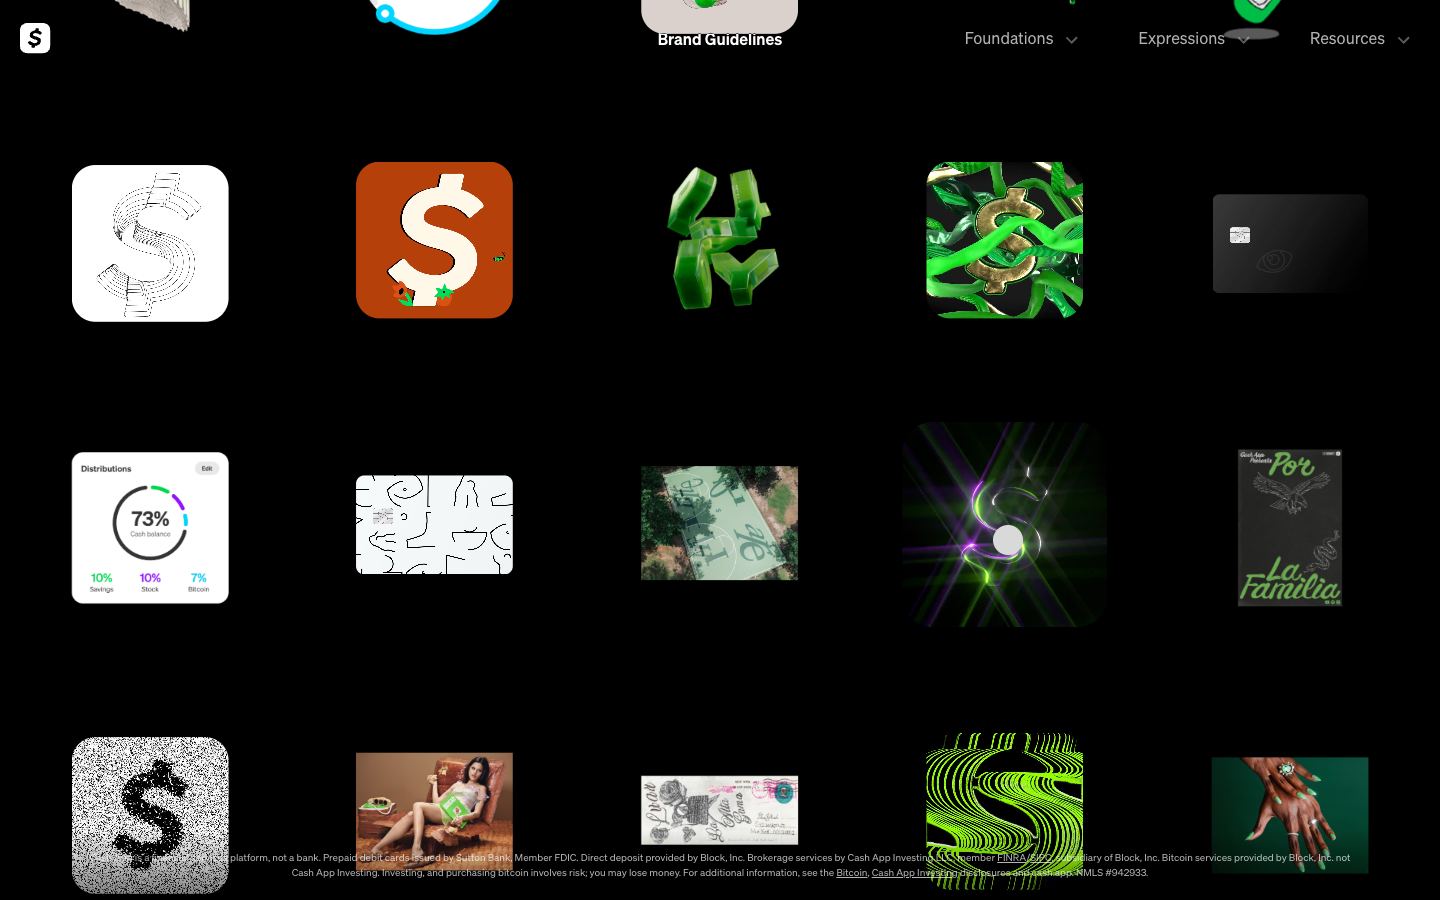 Brand Guidelines
Foundations
Expressions
Resources
Distributions
Edit
73%
Cash balance
10%
10%
7%
Savings
Stock
Bitcoin
Cash App
Presents
Por
La
Familia
platform, not a bank. Prepaid debit cards issued by Sutton Bank, Member FDIC. Direct deposit provided by Block, Inc. Brokerage services by Cash App Investing LLC, member FINRA/SIPC, subsidiary of Block, Inc. Bitcoin services provided by Block, Inc. not
Cash App Investing. Investing, and purchasing bitcoin involves risk; you may lose money. For additional information, see the Bitcoin, Cash App Investing disclosures and cash.app. NMLS #942933.